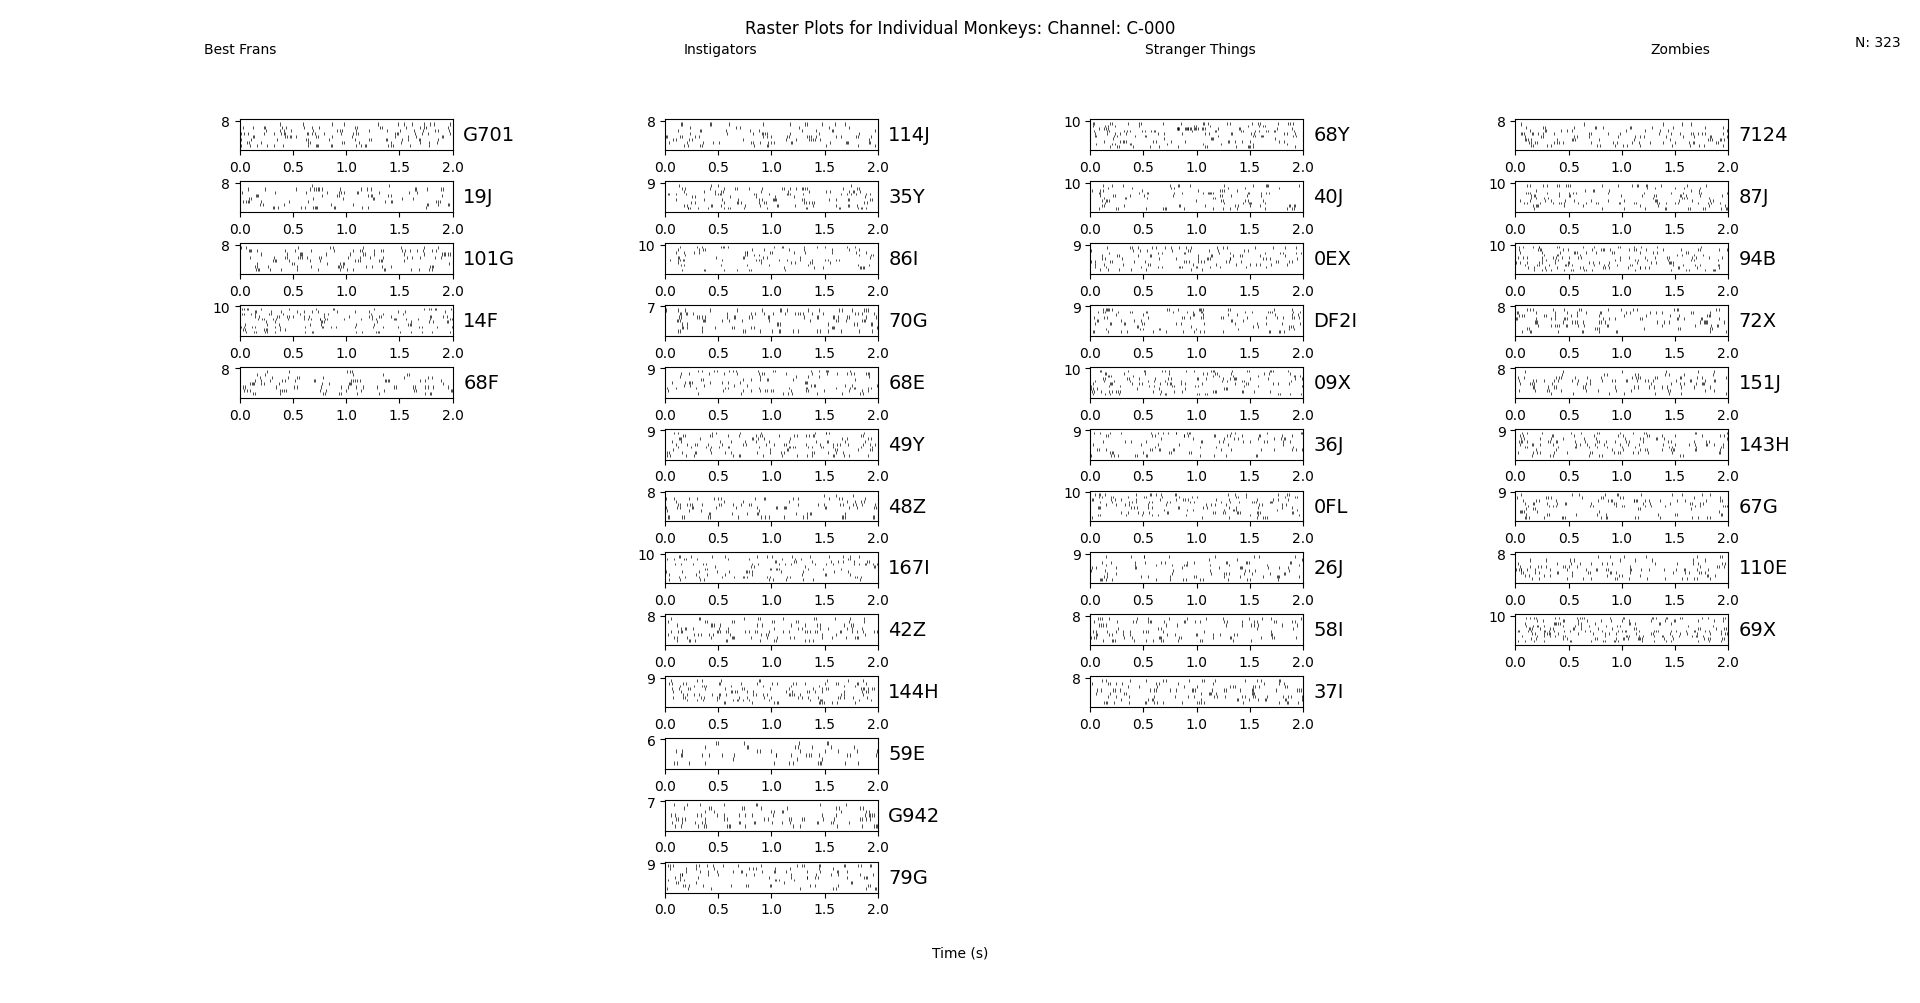 Raster Plots for Individual Monkeys: Channel: C-000
Best Frans Instigators Stranger Things Zombies N: 323
8 G701 8 114J 10 68Y 8 7124
0.0 0.5 1.0 1.5 2.0 0.0 0.5 1.0 1.5 2.0 0.0 0.5 1.0 1.5 2.0 0.0 0.5 1.0 1.5 2.0
8 19J 9 35Y 10 40J 10 87J
0.0 0.5 1.0 1.5 2.0 0.0 0.5 1.0 1.5 2.0 0.0 0.5 1.0 1.5 2.0 0.0 0.5 1.0 1.5 2.0
8 101G 10 86I 9 0EX 10 94B
0.0 0.5 1.0 1.5 2.0 0.0 0.5 1.0 1.5 2.0 0.0 0.5 1.0 1.5 2.0 0.0 0.5 1.0 1.5 2.0
10 14F 7 70G 9 DF2I 8 72X
0.0 0.5 1.0 1.5 2.0 0.0 0.5 1.0 1.5 2.0 0.0 0.5 1.0 1.5 2.0 0.0 0.5 1.0 1.5 2.0
8 68F 9 68E 10 09X 8 151J
0.0 0.5 1.0 1.5 2.0 0.0 0.5 1.0 1.5 2.0 0.0 0.5 1.0 1.5 2.0 0.0 0.5 1.0 1.5 2.0
9 49Y 9 36J 9 143H
0.0 0.5 1.0 1.5 2.0 0.0 0.5 1.0 1.5 2.0 0.0 0.5 1.0 1.5 2.0
8 48Z 10 0FL 9 67G
0.0 0.5 1.0 1.5 2.0 0.0 0.5 1.0 1.5 2.0 0.0 0.5 1.0 1.5 2.0
10 167I 9 26J 8 110E
0.0 0.5 1.0 1.5 2.0 0.0 0.5 1.0 1.5 2.0 0.0 0.5 1.0 1.5 2.0
8 42Z 8 58I 10 69X
0.0 0.5 1.0 1.5 2.0 0.0 0.5 1.0 1.5 2.0 0.0 0.5 1.0 1.5 2.0
9 144H 8 37I
0.0 0.5 1.0 1.5 2.0 0.0 0.5 1.0 1.5 2.0
6 59E
0.0 0.5 1.0 1.5 2.0
7 G942
0.0 0.5 1.0 1.5 2.0
9 79G
0.0 0.5 1.0 1.5 2.0
Time (s)